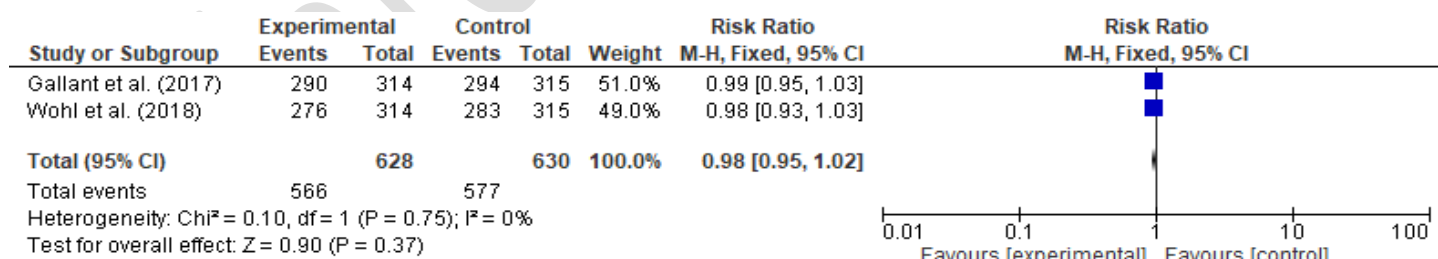 Experimental Control Risk Ratio Risk Ratio
Study or Subgroup Events Total Events Total Weight M-H, Fixed, 95% CI M-H, Fixed, 95% CI
Gallant et al. (2017) 290 314 294 315 51.0% 0.99 [0.95, 1.03]
Wohl et al. (2018) 276 314 283 315 49.0% 0.98 [0.93, 1.03]
Total (95% CI) 628 630 100.0% 0.98 [0.95, 1.02]
Total events 566 577
Heterogeneity: Chi² = 0.10, df = 1 (P = 0.75); I² = 0%
Test for overall effect: Z = 0.90 (P = 0.37)
0.01 0.1 1 10 100
Favours [experimental] Favours [control]